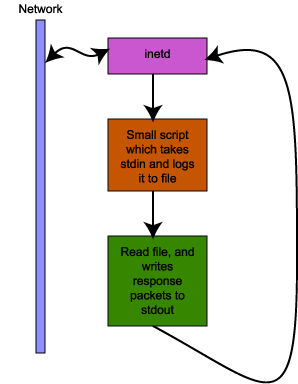 Network
inetd
Small script
which takes
stdin and logs
it to file
Read file, and
writes
response
packets to
stdout